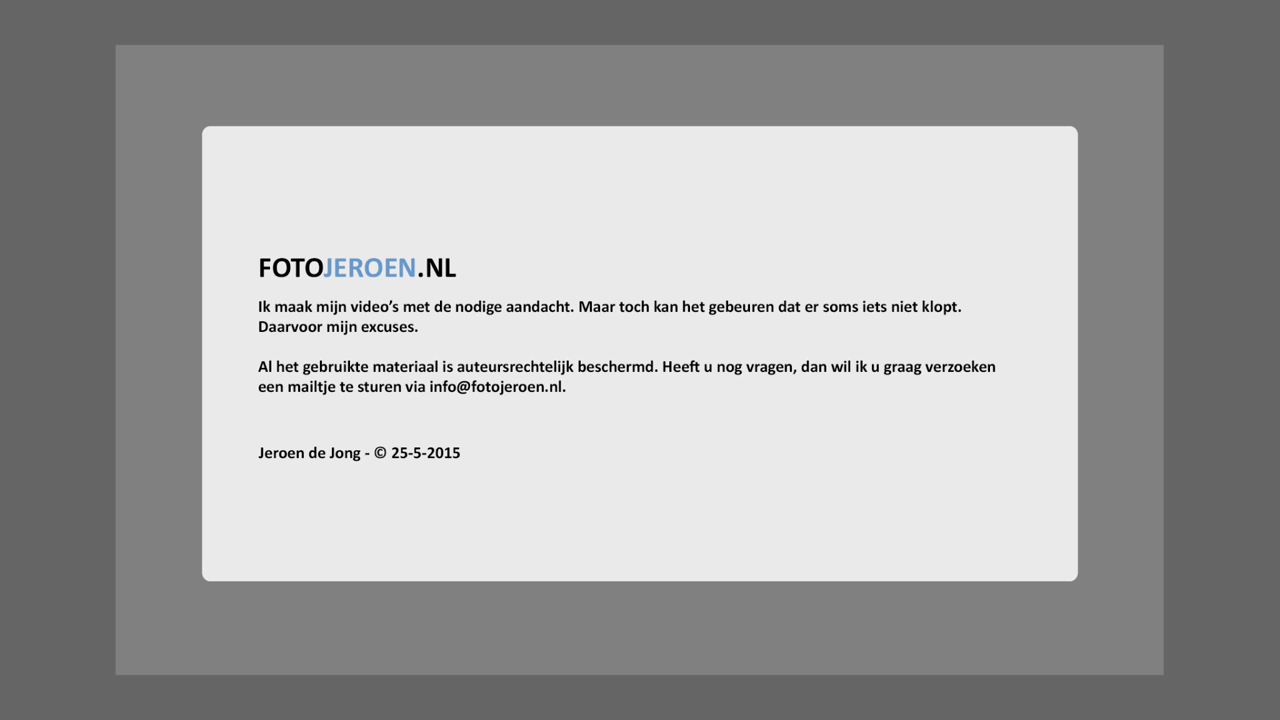 FOTOJEROEN.NL
Ik maak mijn video’s met de nodige aandacht. Maar toch kan het gebeuren dat er soms iets niet klopt.
Daarvoor mijn excuses.
Al het gebruikte materiaal is auteursrechtelijk beschermd. Heeft u nog vragen, dan wil ik u graag verzoeken
een mailtje te sturen via info@fotojeroen.nl.
Jeroen de Jong - © 25-5-2015